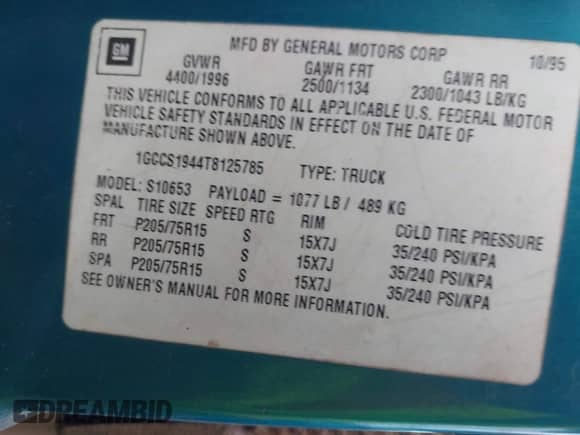 GM
MFD BY GENERAL MOTORS CORP 10/95
GVWR GAWR FRT GAWR RR
4400/1996 2500/1134 2300/1043 LB/KG
THIS VEHICLE CONFORMS TO ALL APPLICABLE U.S. FEDERAL MOTOR
VEHICLE SAFETY STANDARDS IN EFFECT ON THE DATE OF
MANUFACTURE SHOWN ABOVE.
1GCCS1944T8125785 TYPE: TRUCK
MODEL: S10653 PAYLOAD = 1077 LB / 489 KG
SPAL TIRE SIZE SPEED RTG RIM COLD TIRE PRESSURE
FRT P205/75R15 S 15X7J 35/240 PSI/KPA
RR P205/75R15 S 15X7J 35/240 PSI/KPA
SPA P205/75R15 S 15X7J 35/240 PSI/KPA
SEE OWNER'S MANUAL FOR MORE INFORMATION.
DREAMBID